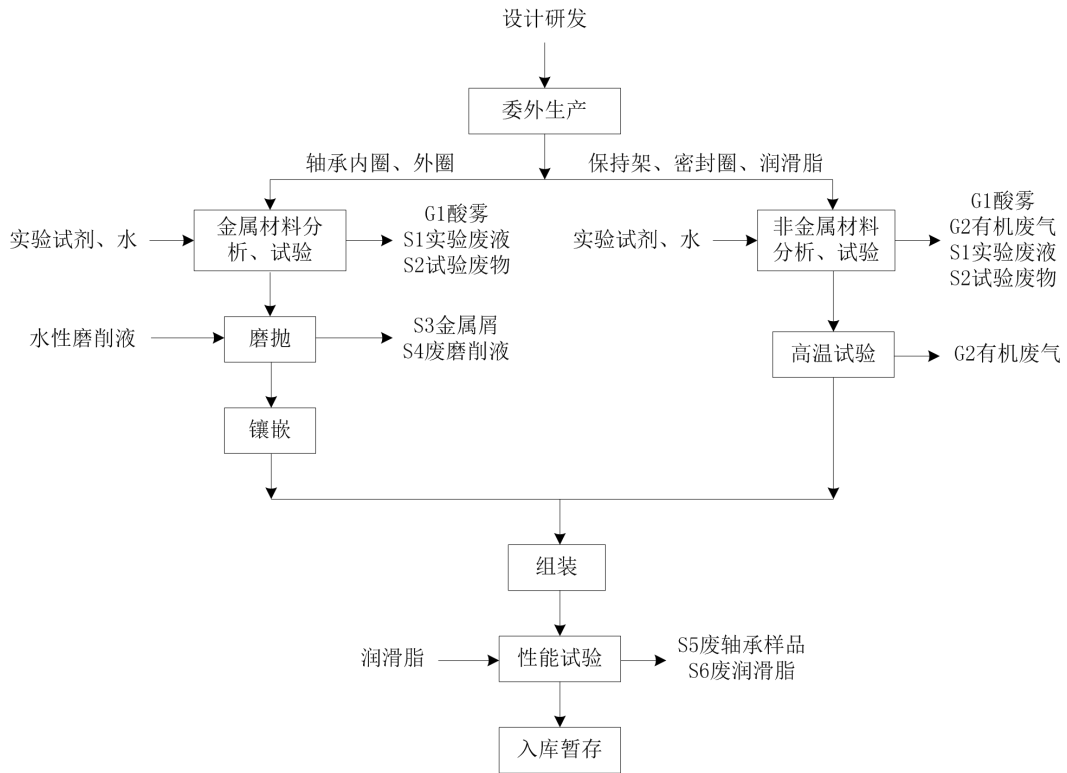 设计研发
委外生产
轴承内圈、外圈
保持架、密封圈、润滑脂
实验试剂、水
金属材料分
析、试验
G1酸雾
S1实验废液
S2试验废物
实验试剂、水
非金属材料
分析、试验
G1酸雾
G2有机废气
S1实验废液
S2试验废物
水性磨削液
磨抛
S3金属屑
S4废磨削液
高温试验
G2有机废气
镶嵌
组装
润滑脂
性能试验
S5废轴承样品
S6废润滑脂
入库暂存